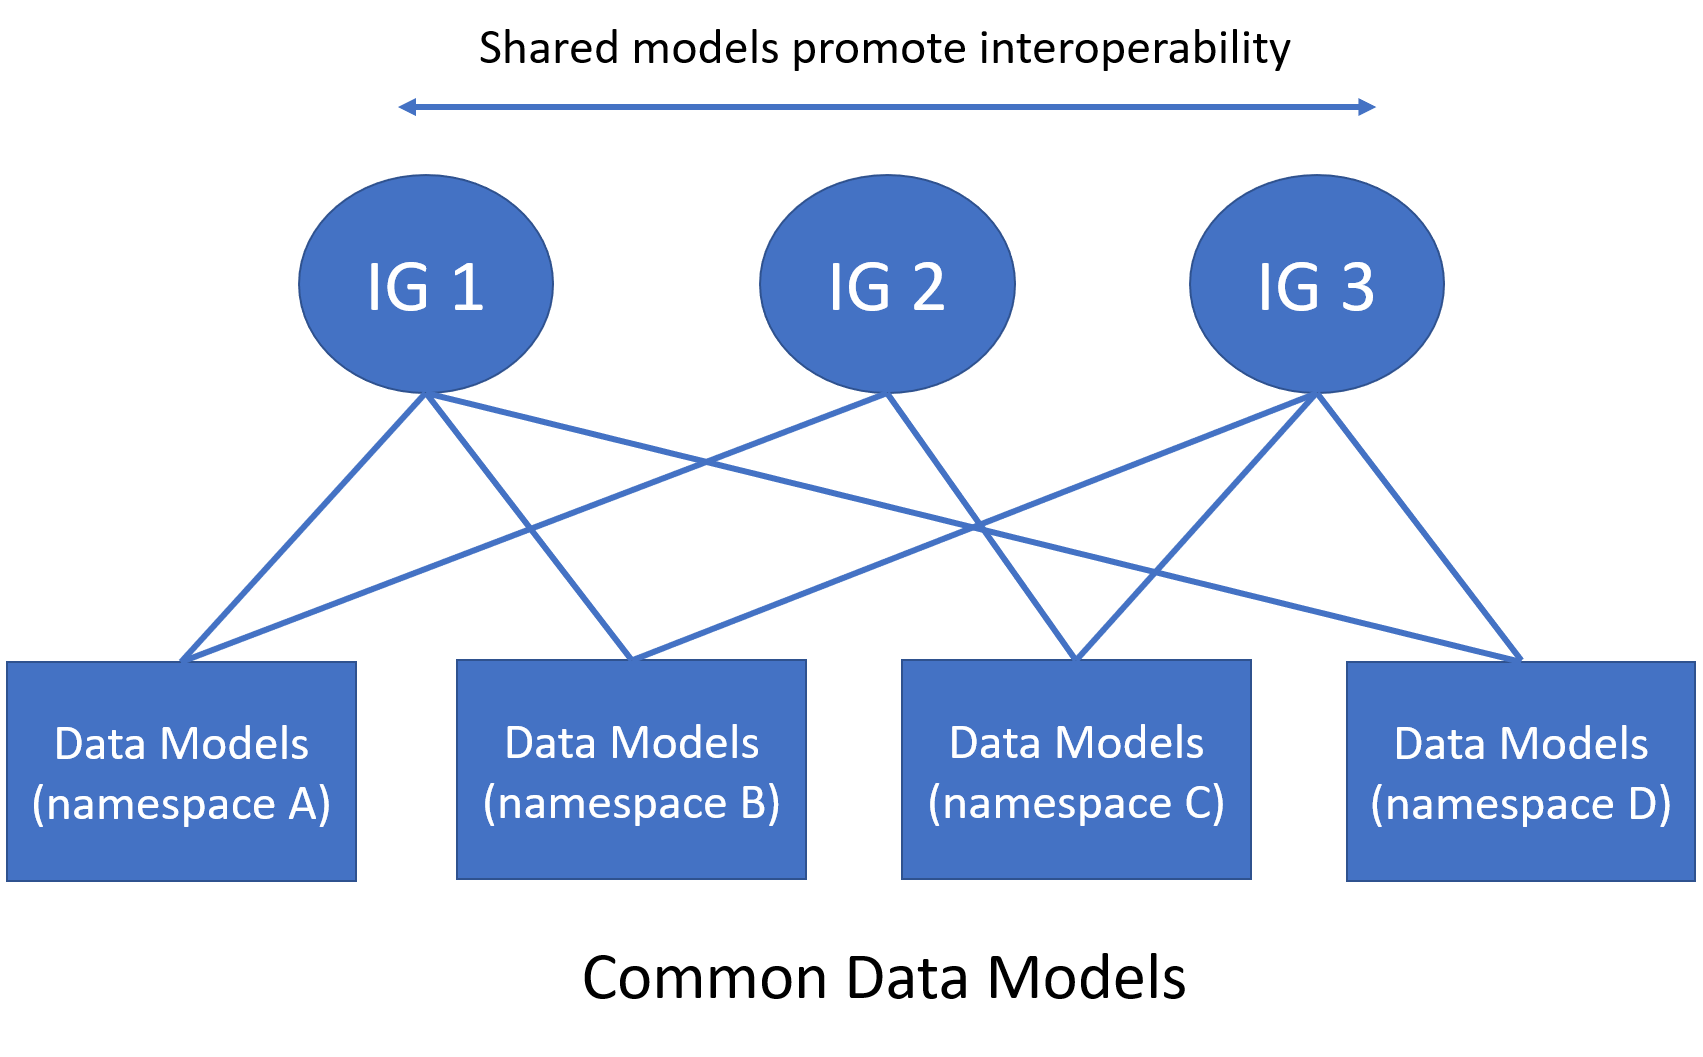 Shared models promote interoperability
IG 1
IG 2
IG 3
Data Models
(namespace A)
Data Models
(namespace B)
Data Models
(namespace C)
Data Models
(namespace D)
Common Data Models